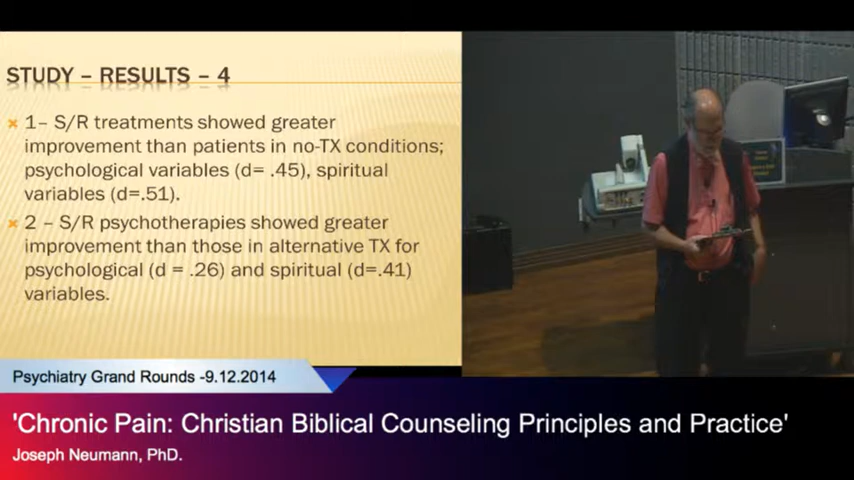 STUDY – RESULTS – 4
1– S/R treatments showed greater
improvement than patients in no-TX conditions;
psychological variables (d= .45), spiritual
variables (d=.51).
2 – S/R psychotherapies showed greater
improvement than those in alternative TX for
psychological (d = .26) and spiritual (d=.41)
variables.
Psychiatry Grand Rounds -9.12.2014
'Chronic Pain: Christian Biblical Counseling Principles and Practice'
Joseph Neumann, PhD.